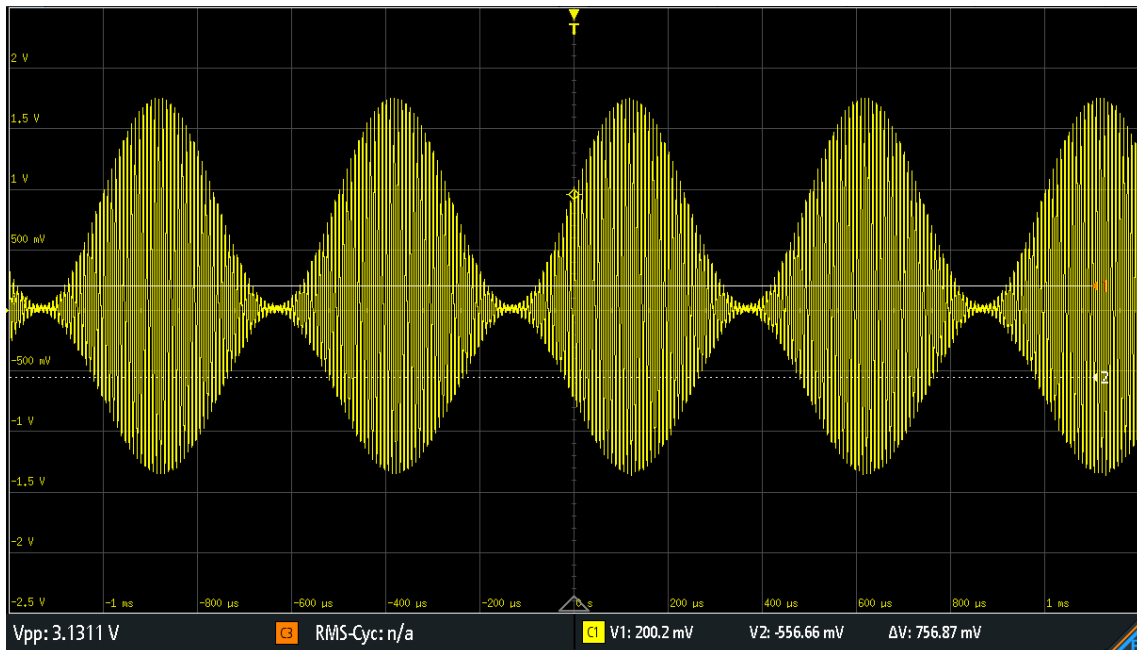 T
2 V
1.5 V
1 V
500 mV
1
-500 mV
2
-1 V
-1.5 V
-2 V
-2.5 V
-1 ms -800 µs -600 µs -400 µs -200 µs 0 s 200 µs 400 µs 600 µs 800 µs 1 ms
Vpp: 3.1311 V C3 RMS-Cyc: n/a C1 V1: 200.2 mV V2: -556.66 mV ΔV: 756.87 mV